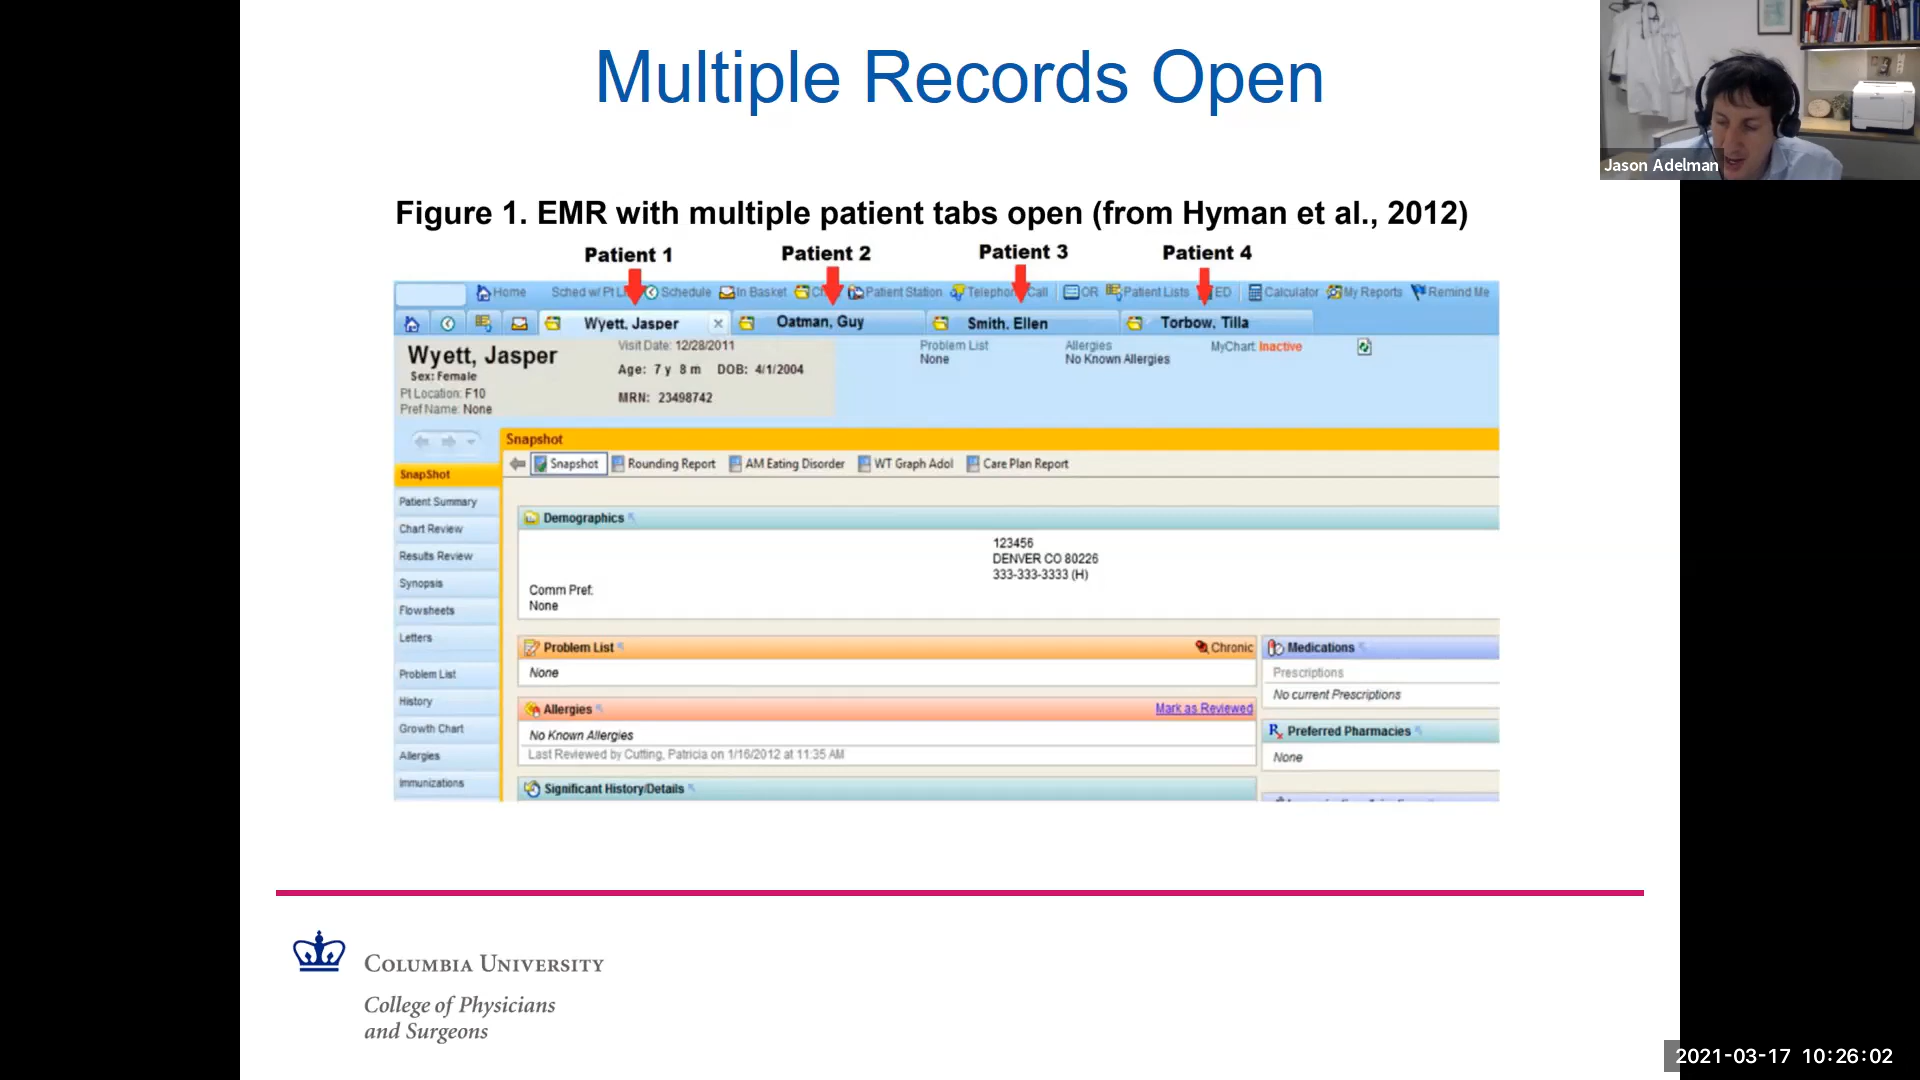 Multiple Records Open
Jason Adelman
Figure 1. EMR with multiple patient tabs open (from Hyman et al., 2012)
Patient 1 Patient 2 Patient 3 Patient 4
Home Sched w/ Pt Schedule In Basket Patient Station Call OR Patient Lists ED Calculator My Reports Remind Me
Wyett, Jasper Oatman, Guy Smith, Ellen Torbow, Tilla
Wyett, Jasper
Sex: Female
Pt Location: F10
Pref Name: None
Visit Date: 12/28/2011
Age: 7 y 8 m DOB: 4/1/2004
MRN: 23498742
Problem List
None
Allergies
No Known Allergies
MyChart: Inactive
Snapshot
Snapshot Rounding Report AM Eating Disorder WT Graph Adol Care Plan Report
SnapShot
Patient Summary
Chart Review
Results Review
Synopsis
Flowsheets
Letters
Problem List
History
Growth Chart
Allergies
Immunizations
Demographics
123456
DENVER CO 80226
333-333-3333 (H)
Comm Pref:
None
Problem List Chronic
None
Allergies Mark as Reviewed
No Known Allergies
Last Reviewed by Cutting, Patricia on 1/16/2012 at 11:35 AM
Significant History/Details
Medications
Prescriptions
No current Prescriptions
Preferred Pharmacies
None
COLUMBIA UNIVERSITY
College of Physicians
and Surgeons
2021-03-17 10:26:02